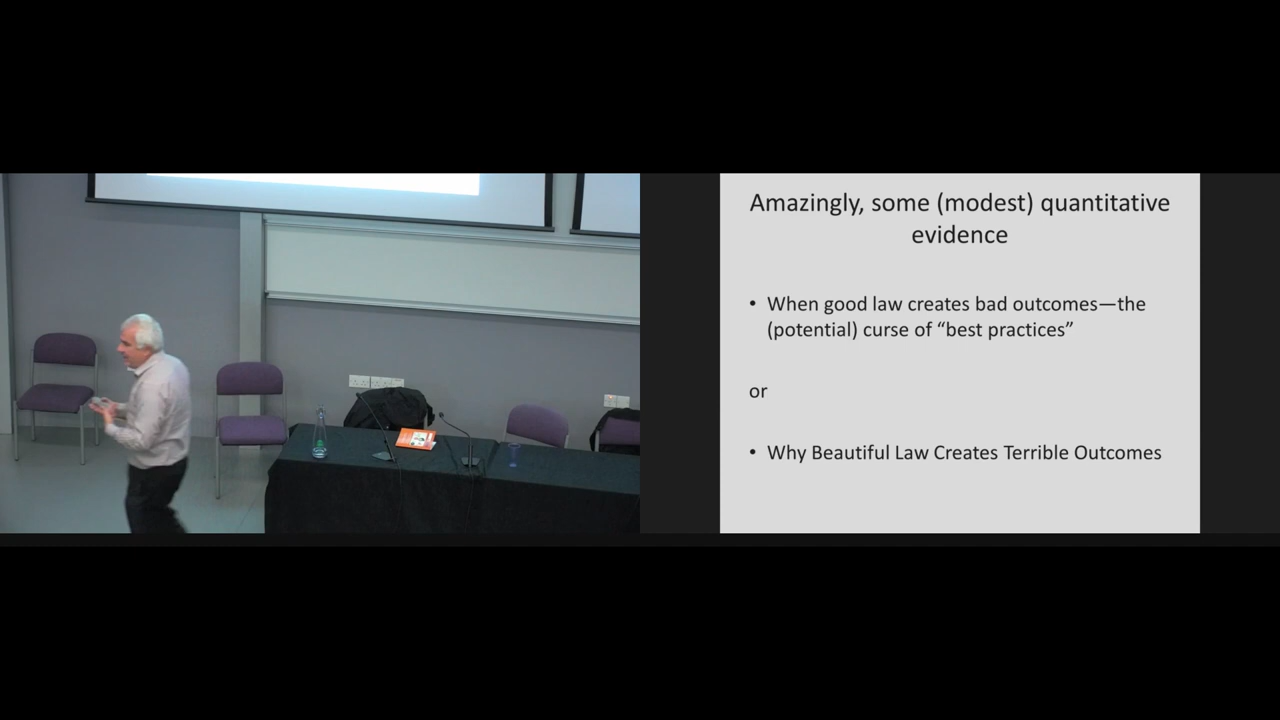 Amazingly, some (modest) quantitative
evidence
• When good law creates bad outcomes—the
(potential) curse of “best practices”
or
• Why Beautiful Law Creates Terrible Outcomes